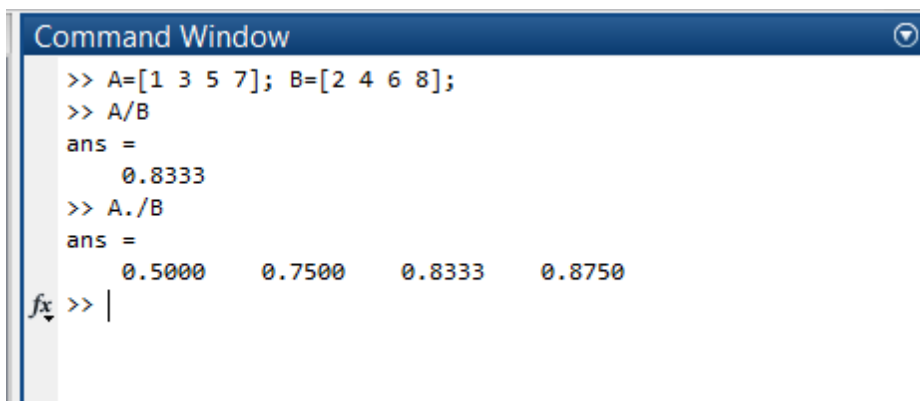 Command Window
>> A=[1 3 5 7]; B=[2 4 6 8];
>> A/B
ans =
0.8333
>> A./B
ans =
0.5000 0.7500 0.8333 0.8750
fx >>